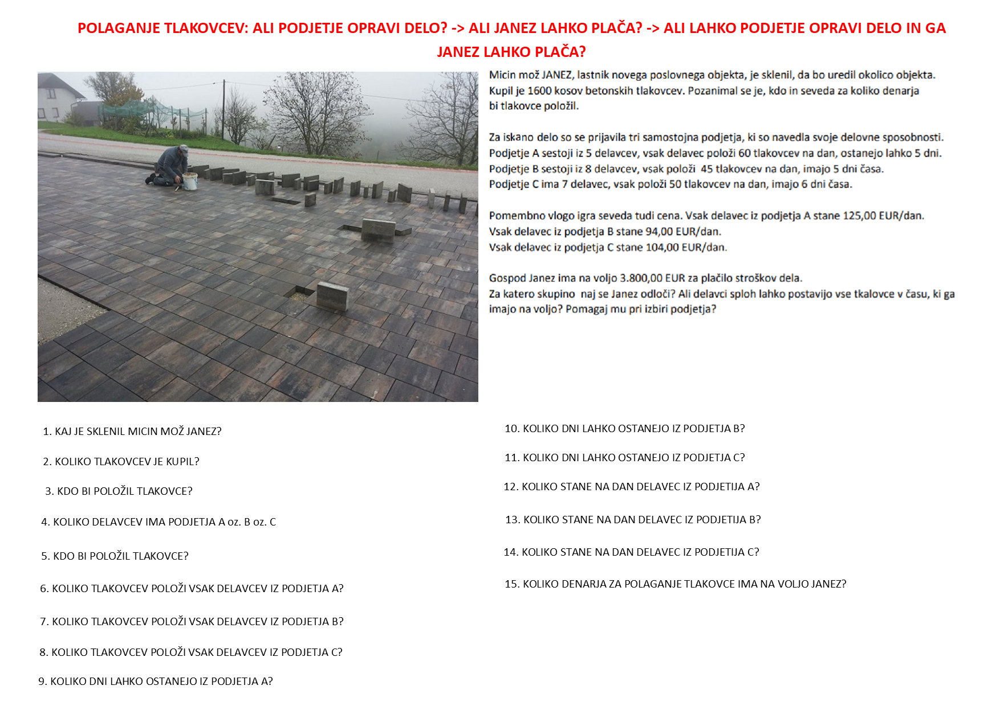 POLAGANJE TLAKOVCEV: ALI PODJETJE OPRAVI DELO? -> ALI JANEZ LAHKO PLAČA? -> ALI LAHKO PODJETJE OPRAVI DELO IN GA
JANEZ LAHKO PLAČA?
Micin mož JANEZ, lastnik novega poslovnega objekta, je sklenil, da bo uredil okolico objekta.
Kupil je 1600 kosov betonskih tlakovcev. Pozanimal se je, kdo in seveda za koliko denarja
bi tlakovce položil.
Za iskano delo so se prijavila tri samostojna podjetja, ki so navedla svoje delovne sposobnosti.
Podjetje A sestoji iz 5 delavcev, vsak delavec položi 60 tlakovcev na dan, ostanejo lahko 5 dni.
Podjetje B sestoji iz 8 delavcev, vsak položi 45 tlakovcev na dan, imajo 5 dni časa.
Podjetje C ima 7 delavec, vsak položi 50 tlakovcev na dan, imajo 6 dni časa.
Pomembno vlogo igra seveda tudi cena. Vsak delavec iz podjetja A stane 125,00 EUR/dan.
Vsak delavec iz podjetja B stane 94,00 EUR/dan.
Vsak delavec iz podjetja C stane 104,00 EUR/dan.
Gospod Janez ima na voljo 3.800,00 EUR za plačilo stroškov dela.
Za katero skupino naj se Janez odloči? Ali delavci sploh lahko postavijo vse tkalovce v času, ki ga
imajo na voljo? Pomagaj mu pri izbiri podjetja?
1. KAJ JE SKLENIL MICIN MOŽ JANEZ?
2. KOLIKO TLAKOVCEV JE KUPIL?
3. KDO BI POLOŽIL TLAKOVCE?
4. KOLIKO DELAVCEV IMA PODJETJA A oz. B oz. C
5. KDO BI POLOŽIL TLAKOVCE?
6. KOLIKO TLAKOVCEV POLOŽI VSAK DELAVCEV IZ PODJETJA A?
7. KOLIKO TLAKOVCEV POLOŽI VSAK DELAVCEV IZ PODJETJA B?
8. KOLIKO TLAKOVCEV POLOŽI VSAK DELAVCEV IZ PODJETJA C?
9. KOLIKO DNI LAHKO OSTANEJO IZ PODJETJA A?
10. KOLIKO DNI LAHKO OSTANEJO IZ PODJETJA B?
11. KOLIKO DNI LAHKO OSTANEJO IZ PODJETJA C?
12. KOLIKO STANE NA DAN DELAVEC IZ PODJETIJA A?
13. KOLIKO STANE NA DAN DELAVEC IZ PODJETIJA B?
14. KOLIKO STANE NA DAN DELAVEC IZ PODJETIJA C?
15. KOLIKO DENARJA ZA POLAGANJE TLAKOVCE IMA NA VOLJO JANEZ?